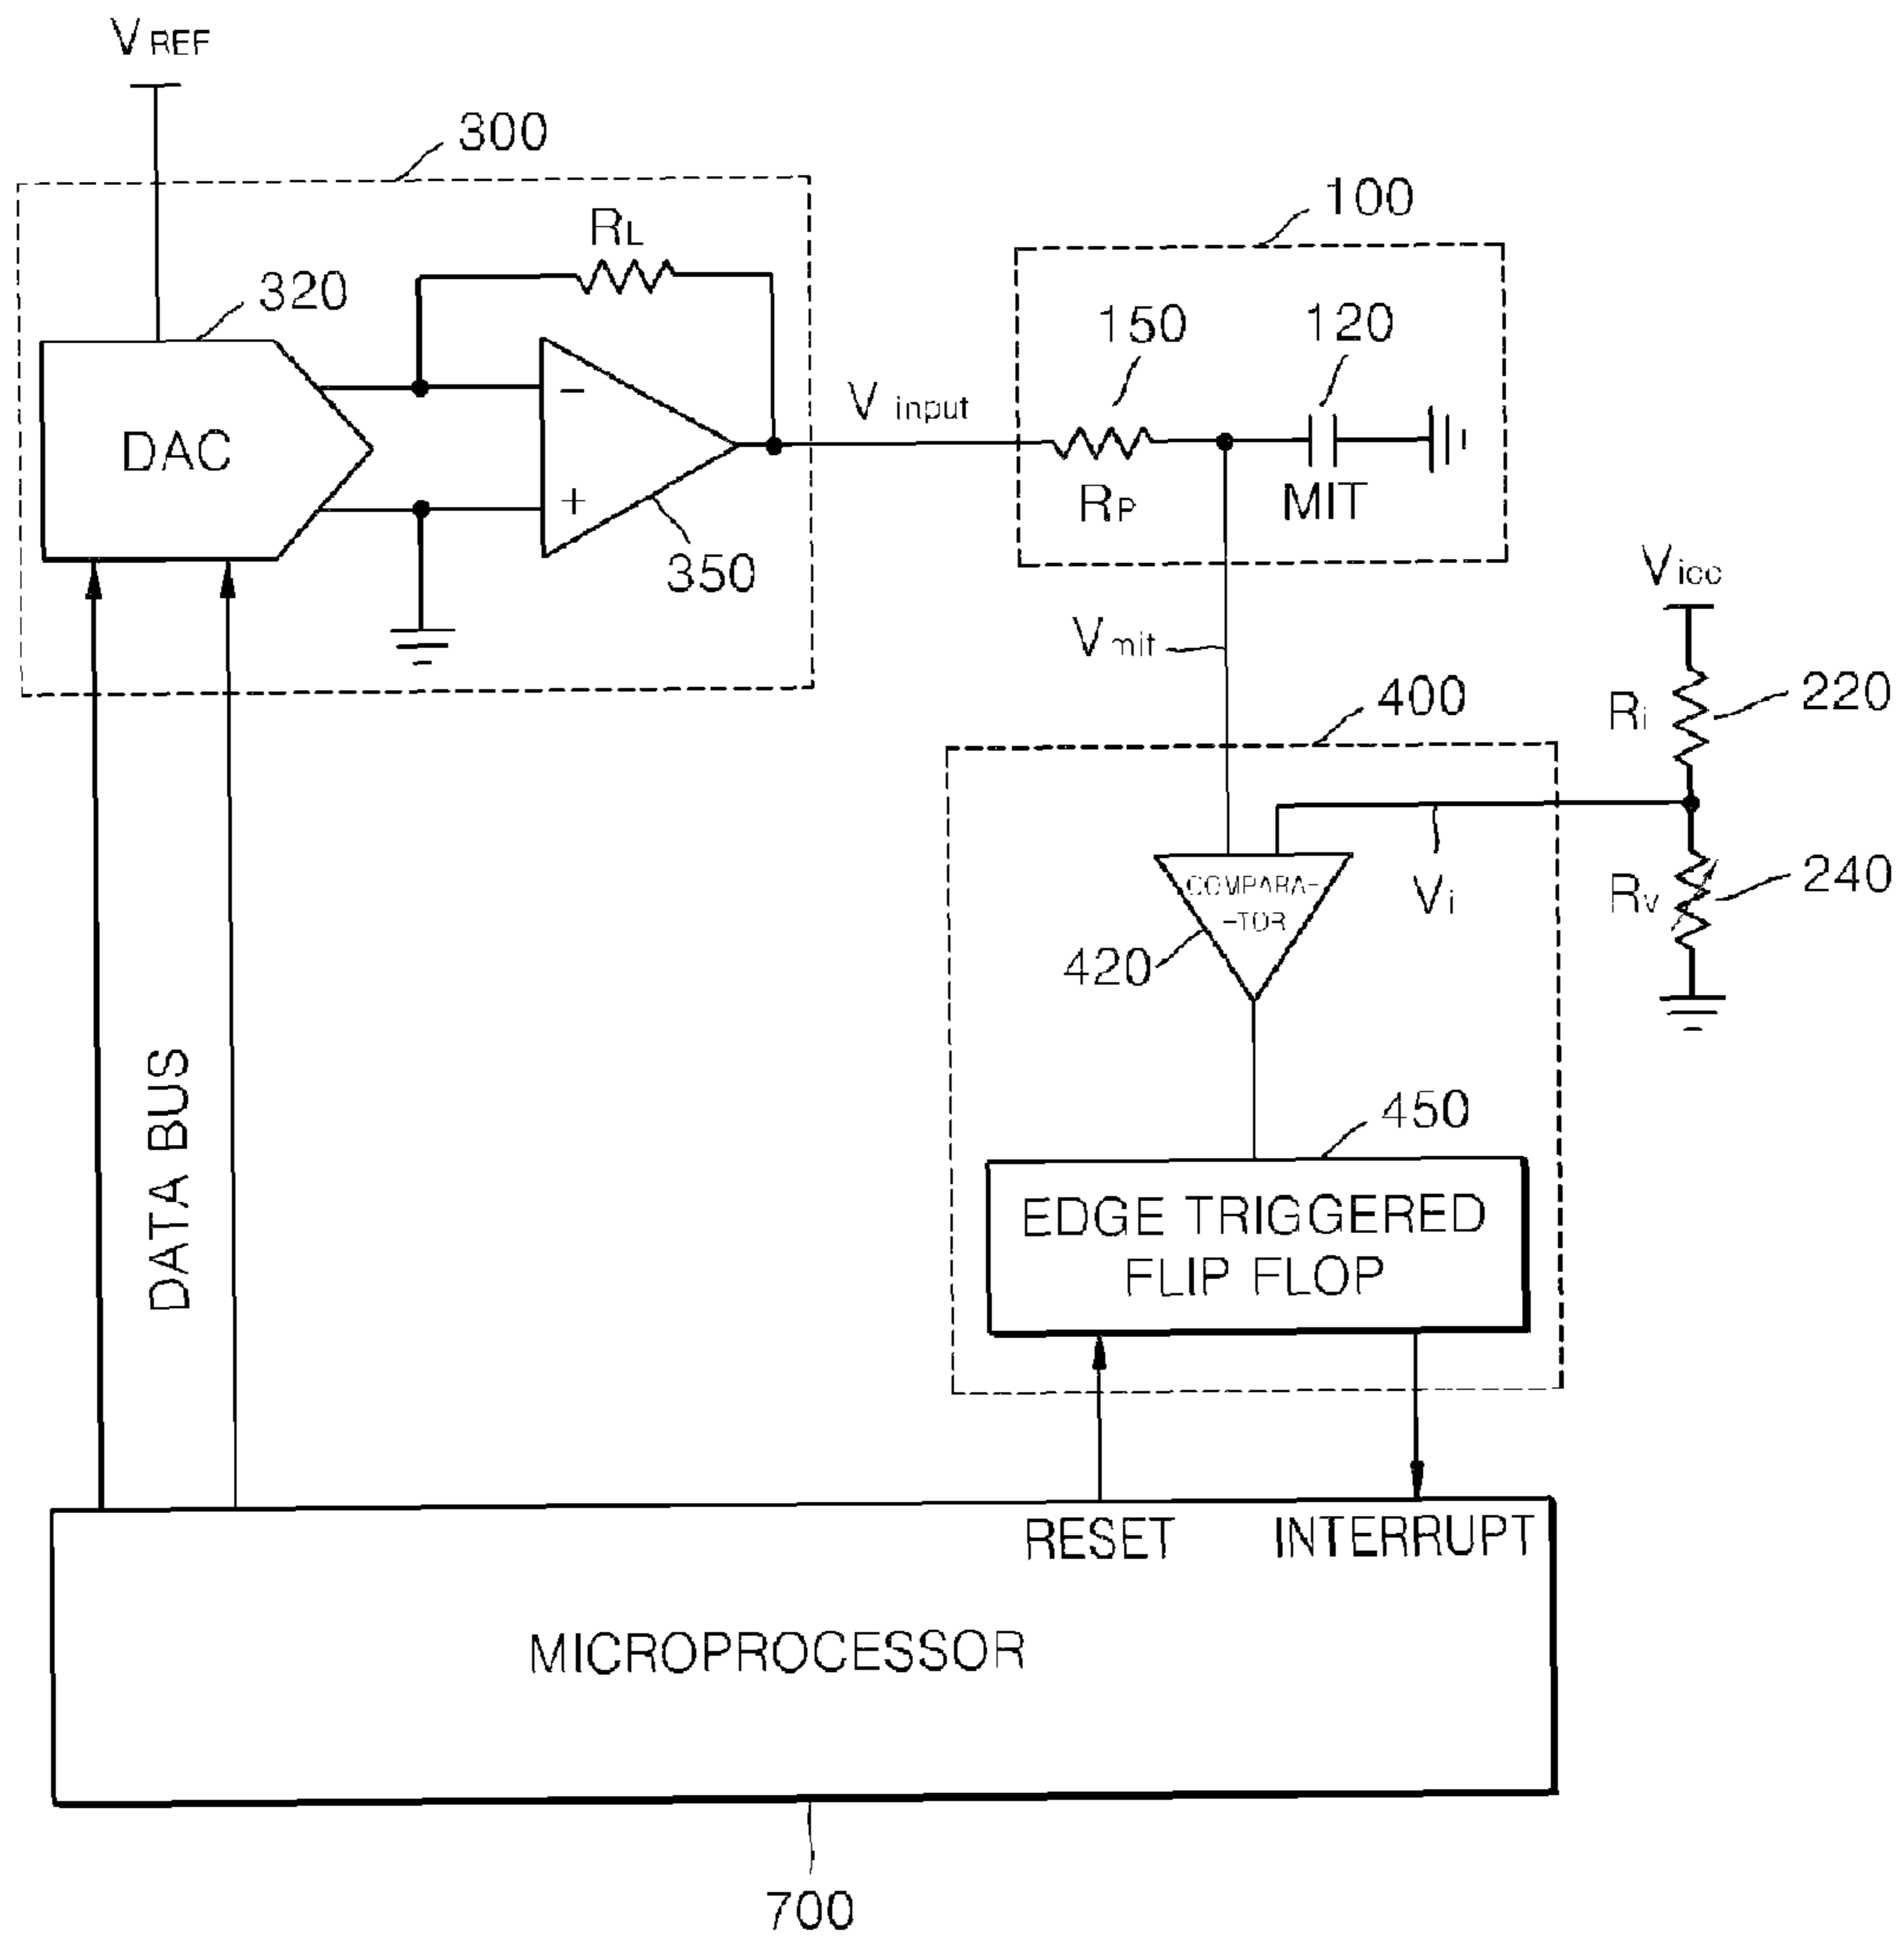 VREF
300
100
RL
320
150
120
DAC
V input
−
+
RP
MIT
350
Vicc
Vmit
400
Ri
220
COMPARA-
-TOR
Vi
Rv
240
420
DATA BUS
450
EDGE TRIGGERED
FLIP FLOP
RESET
INTERRUPT
MICROPROCESSOR
700